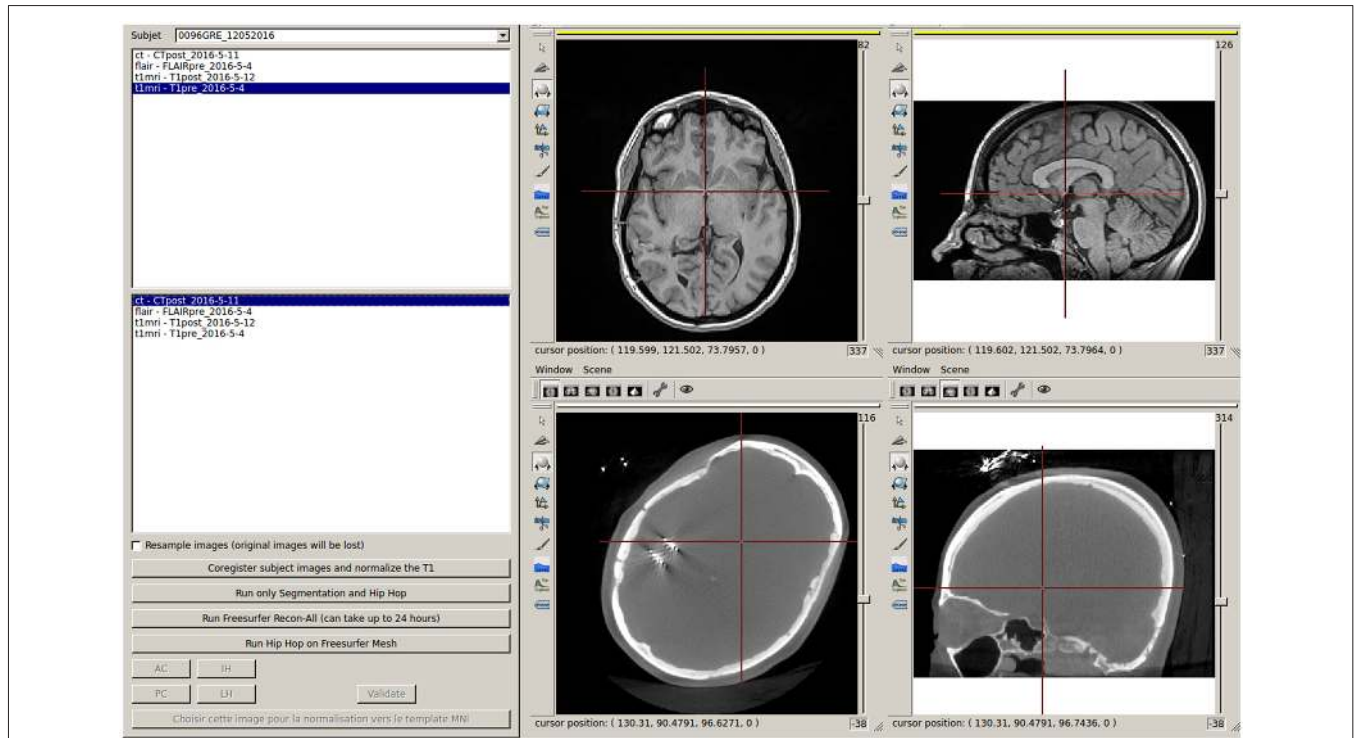 Subjet 0096GRE_12052016
ct - CTpost_2016-5-11
flair - FLAIRpre_2016-5-4
t1mri - T1post_2016-5-12
t1mri - T1pre_2016-5-4
ct - CTpost_2016-5-11
flair - FLAIRpre_2016-5-4
t1mri - T1post_2016-5-12
t1mri - T1pre_2016-5-4
Resample images (original images will be lost)
Coregister subject images and normalize the T1
Run only Segmentation and Hip Hop
Run Freesurfer Recon-All (can take up to 24 hours)
Run Hip Hop on Freesurfer Mesh
AC IH
PC LH Validate
Choisir cette image pour la normalisation vers le template MNI
82
cursor position: ( 119.599, 121.502, 73.7957, 0 ) 337
126
cursor position: ( 119.602, 121.502, 73.7964, 0 ) 337
Window Scene
116
cursor position: ( 130.31, 90.4791, 96.6271, 0 ) -38
Window Scene
314
cursor position: ( 130.31, 90.4791, 96.7436, 0 ) -38